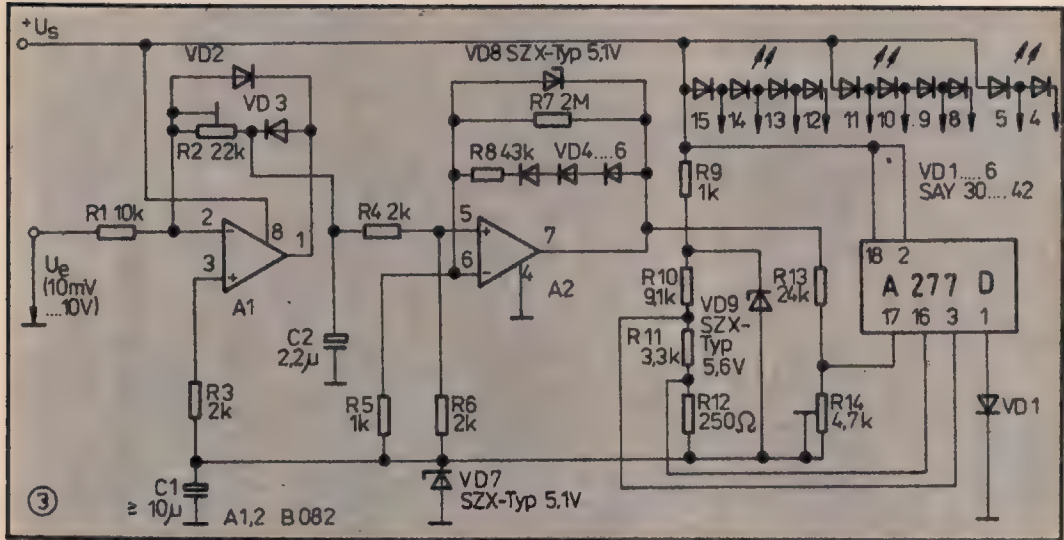 +Us
VD2
VD 3
R2 22k
R1 10k
2
8
1
3
A1
Ue
(10mV
....10V)
R3
2k
C1
≥ 10µ
③
A1,2 B082
C2
2,2µ
R4 2k
VD8 SZX-Typ 5,1V
R7 2M
R8 43k
VD4....6
5
6
7
4
A2
R5
1k
R6
2k
VD7
SZX-Typ 5,1V
15
14
13
12
11
10
9
8
5
4
R9
1k
VD1.....6
SAY 30....42
R10
9,1k
R11
3,3k
R12
250Ω
VD9
SZX-
Typ
5,6V
R13
24k
R14
4,7k
18
2
A 277 D
17
16
3
1
VD1